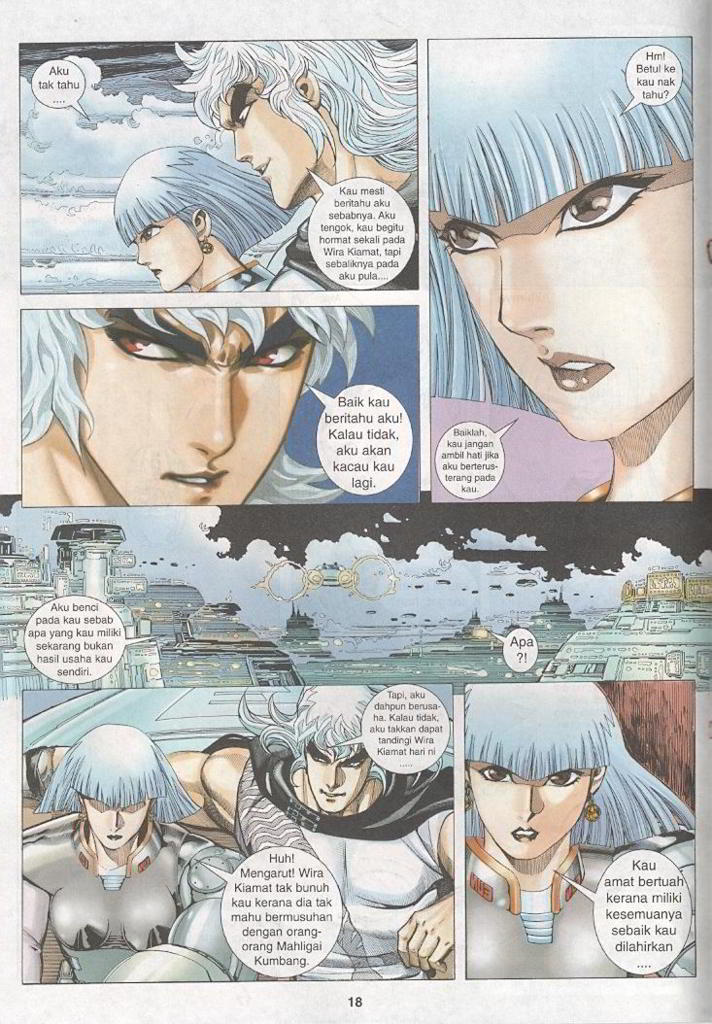 Aku
tak tahu
....
Kau mesti
beritahu aku
sebabnya. Aku
tengok, kau begitu
hormat sekali pada
Wira Kiamat, tapi
sebaliknya pada
aku pula....
Hm!
Betul ke
kau nak
tahu?
Baik kau
beritahu aku!
Kalau tidak,
aku akan
kacau kau
lagi.
Baiklah,
kau jangan
ambil hati jika
aku berterus-
terang pada
kau.
Aku benci
pada kau sebab
apa yang kau miliki
sekarang bukan
hasil usaha kau
sendiri.
Apa
?!
Tapi, aku
dahpun berusa-
ha. Kalau tidak,
aku takkan dapat
tandingi Wira
Kiamat hari ni
.....
Huh!
Mengarut! Wira
Kiamat tak bunuh
kau kerana dia tak
mahu bermusuhan
dengan orang-
orang Mahligai
Kumbang.
Kau
amat bertuah
kerana miliki
kesemuanya
sebaik kau
dilahirkan
....
18